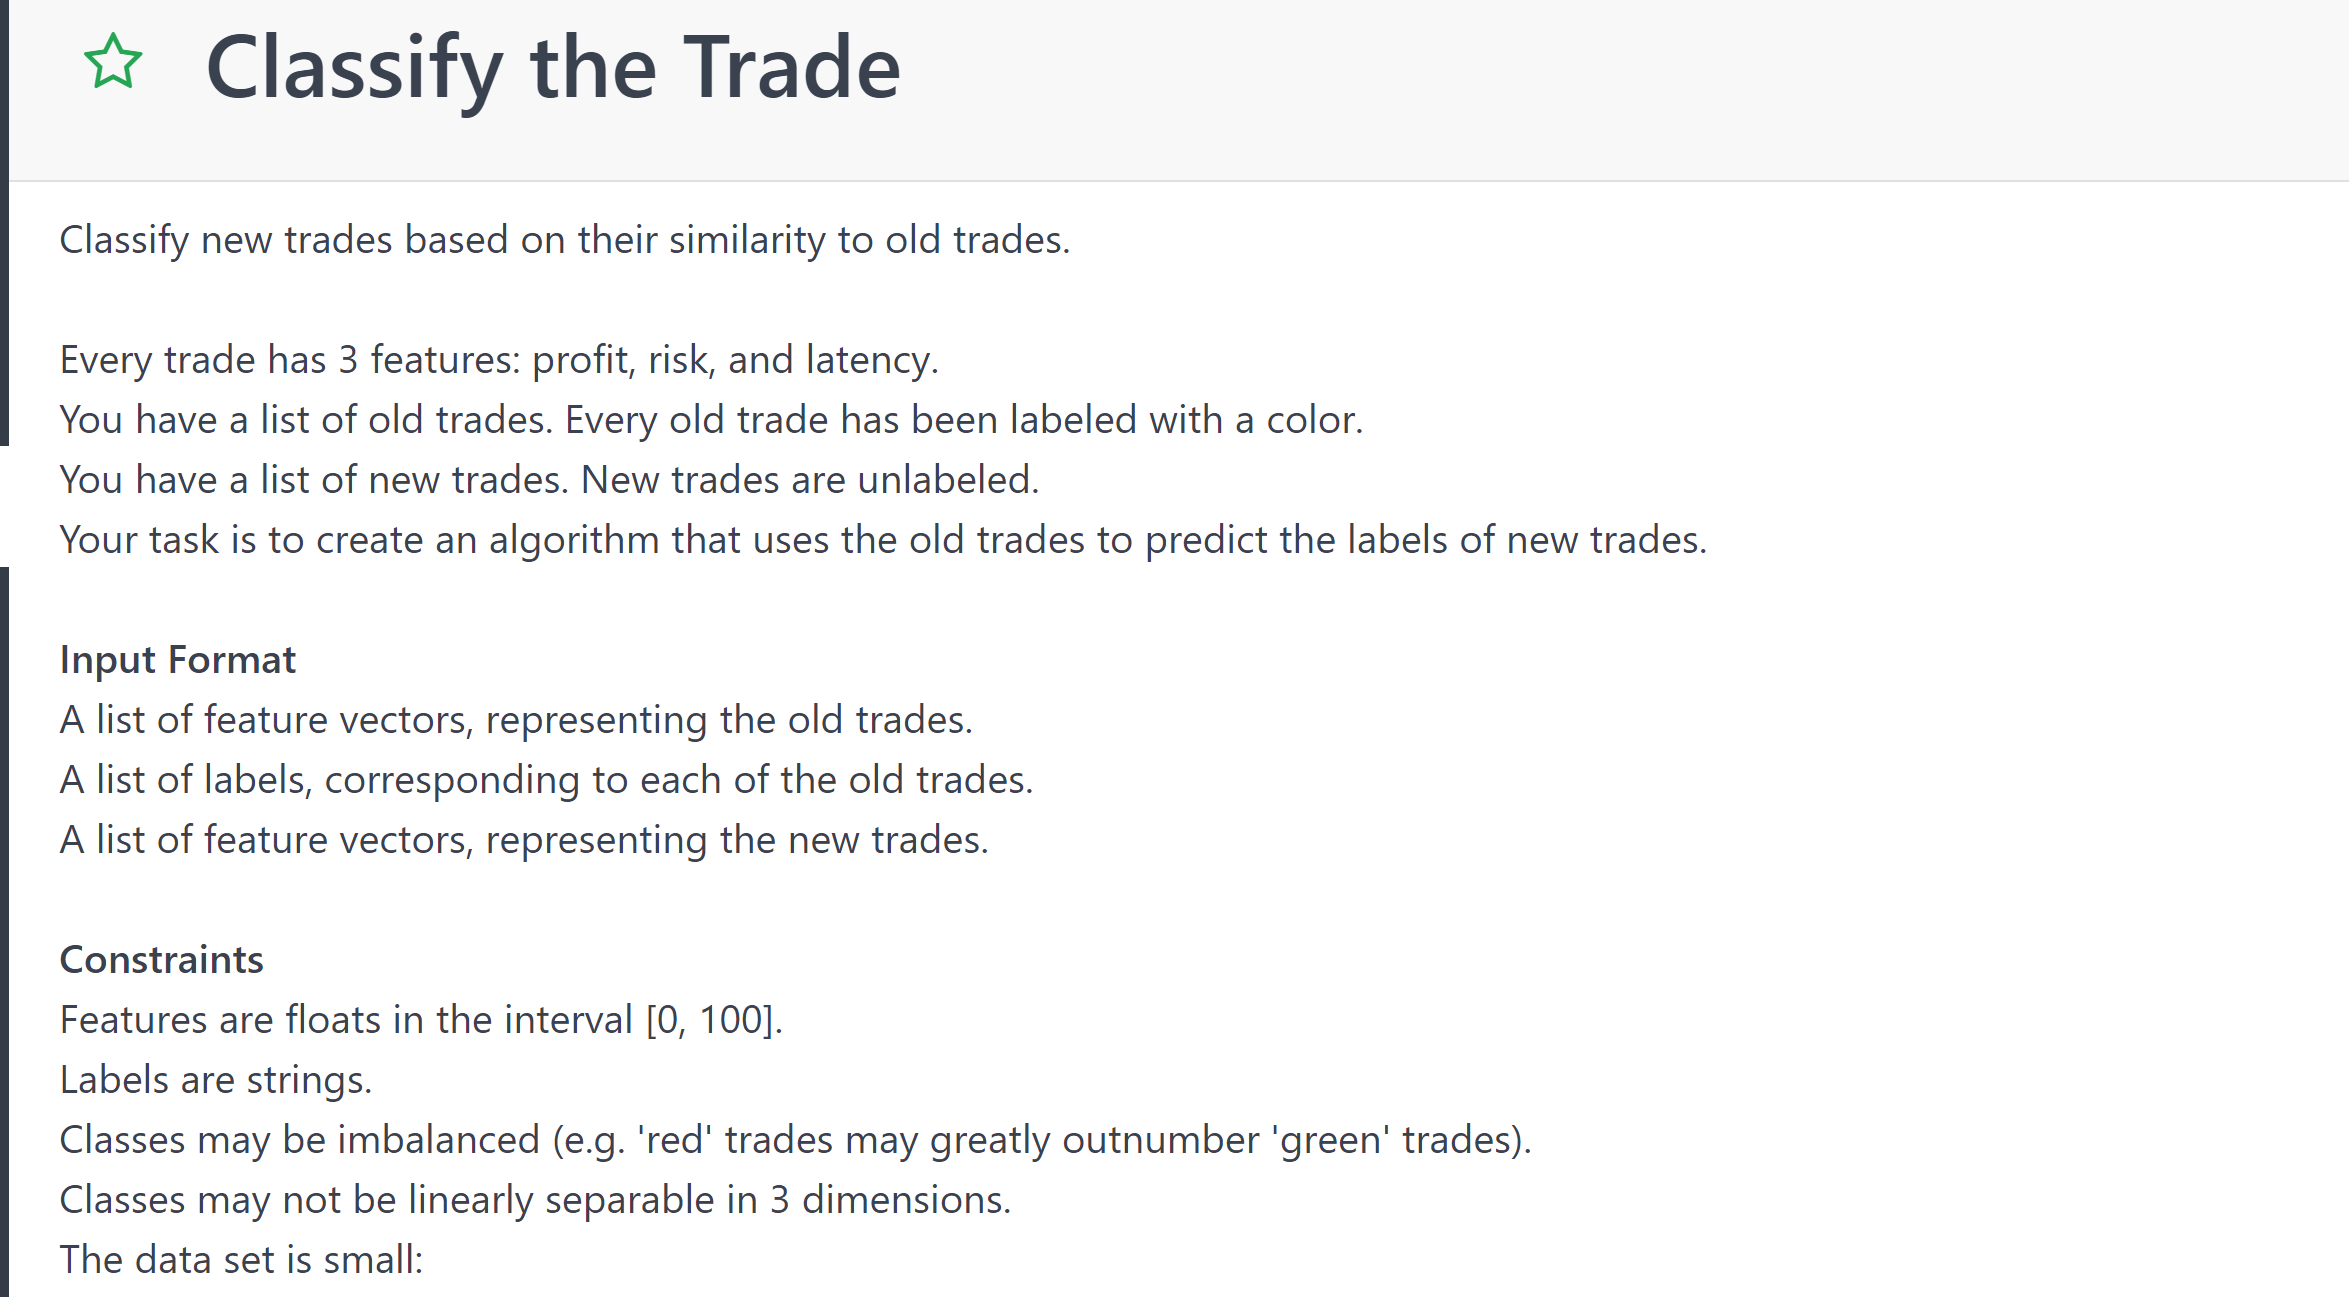 Classify the Trade
Classify new trades based on their similarity to old trades.
Every trade has 3 features: profit, risk, and latency.
You have a list of old trades. Every old trade has been labeled with a color.
You have a list of new trades. New trades are unlabeled.
Your task is to create an algorithm that uses the old trades to predict the labels of new trades.
Input Format
A list of feature vectors, representing the old trades.
A list of labels, corresponding to each of the old trades.
A list of feature vectors, representing the new trades.
Constraints
Features are floats in the interval [0, 100].
Labels are strings.
Classes may be imbalanced (e.g. 'red' trades may greatly outnumber 'green' trades).
Classes may not be linearly separable in 3 dimensions.
The data set is small: